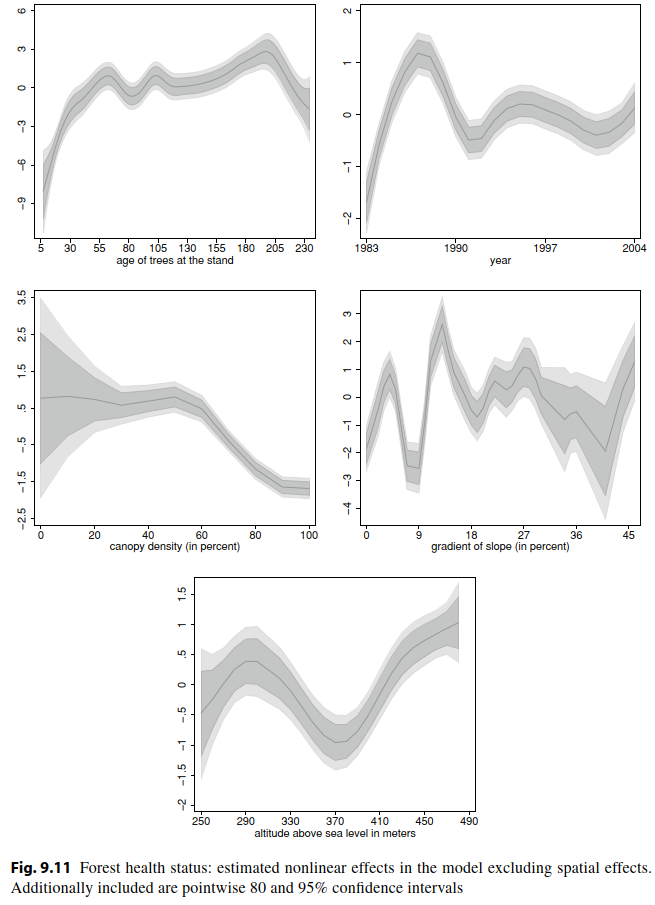 6
3
0
−3
−6
−9
5 30 55 80 105 130 155 180 205 230
age of trees at the stand
2
1
0
−1
−2
1983 1990 1997 2004
year
3.5
2.5
1.5
.5
−.5
−1.5
−2.5
0 20 40 60 80 100
canopy density (in percent)
3
2
1
0
−1
−2
−3
−4
0 9 18 27 36 45
gradient of slope (in percent)
1.5
1
.5
0
−.5
−1
−1.5
−2
250 290 330 370 410 450 490
altitude above sea level in meters
Fig. 9.11 Forest health status: estimated nonlinear effects in the model excluding spatial effects.
Additionally included are pointwise 80 and 95% confidence intervals